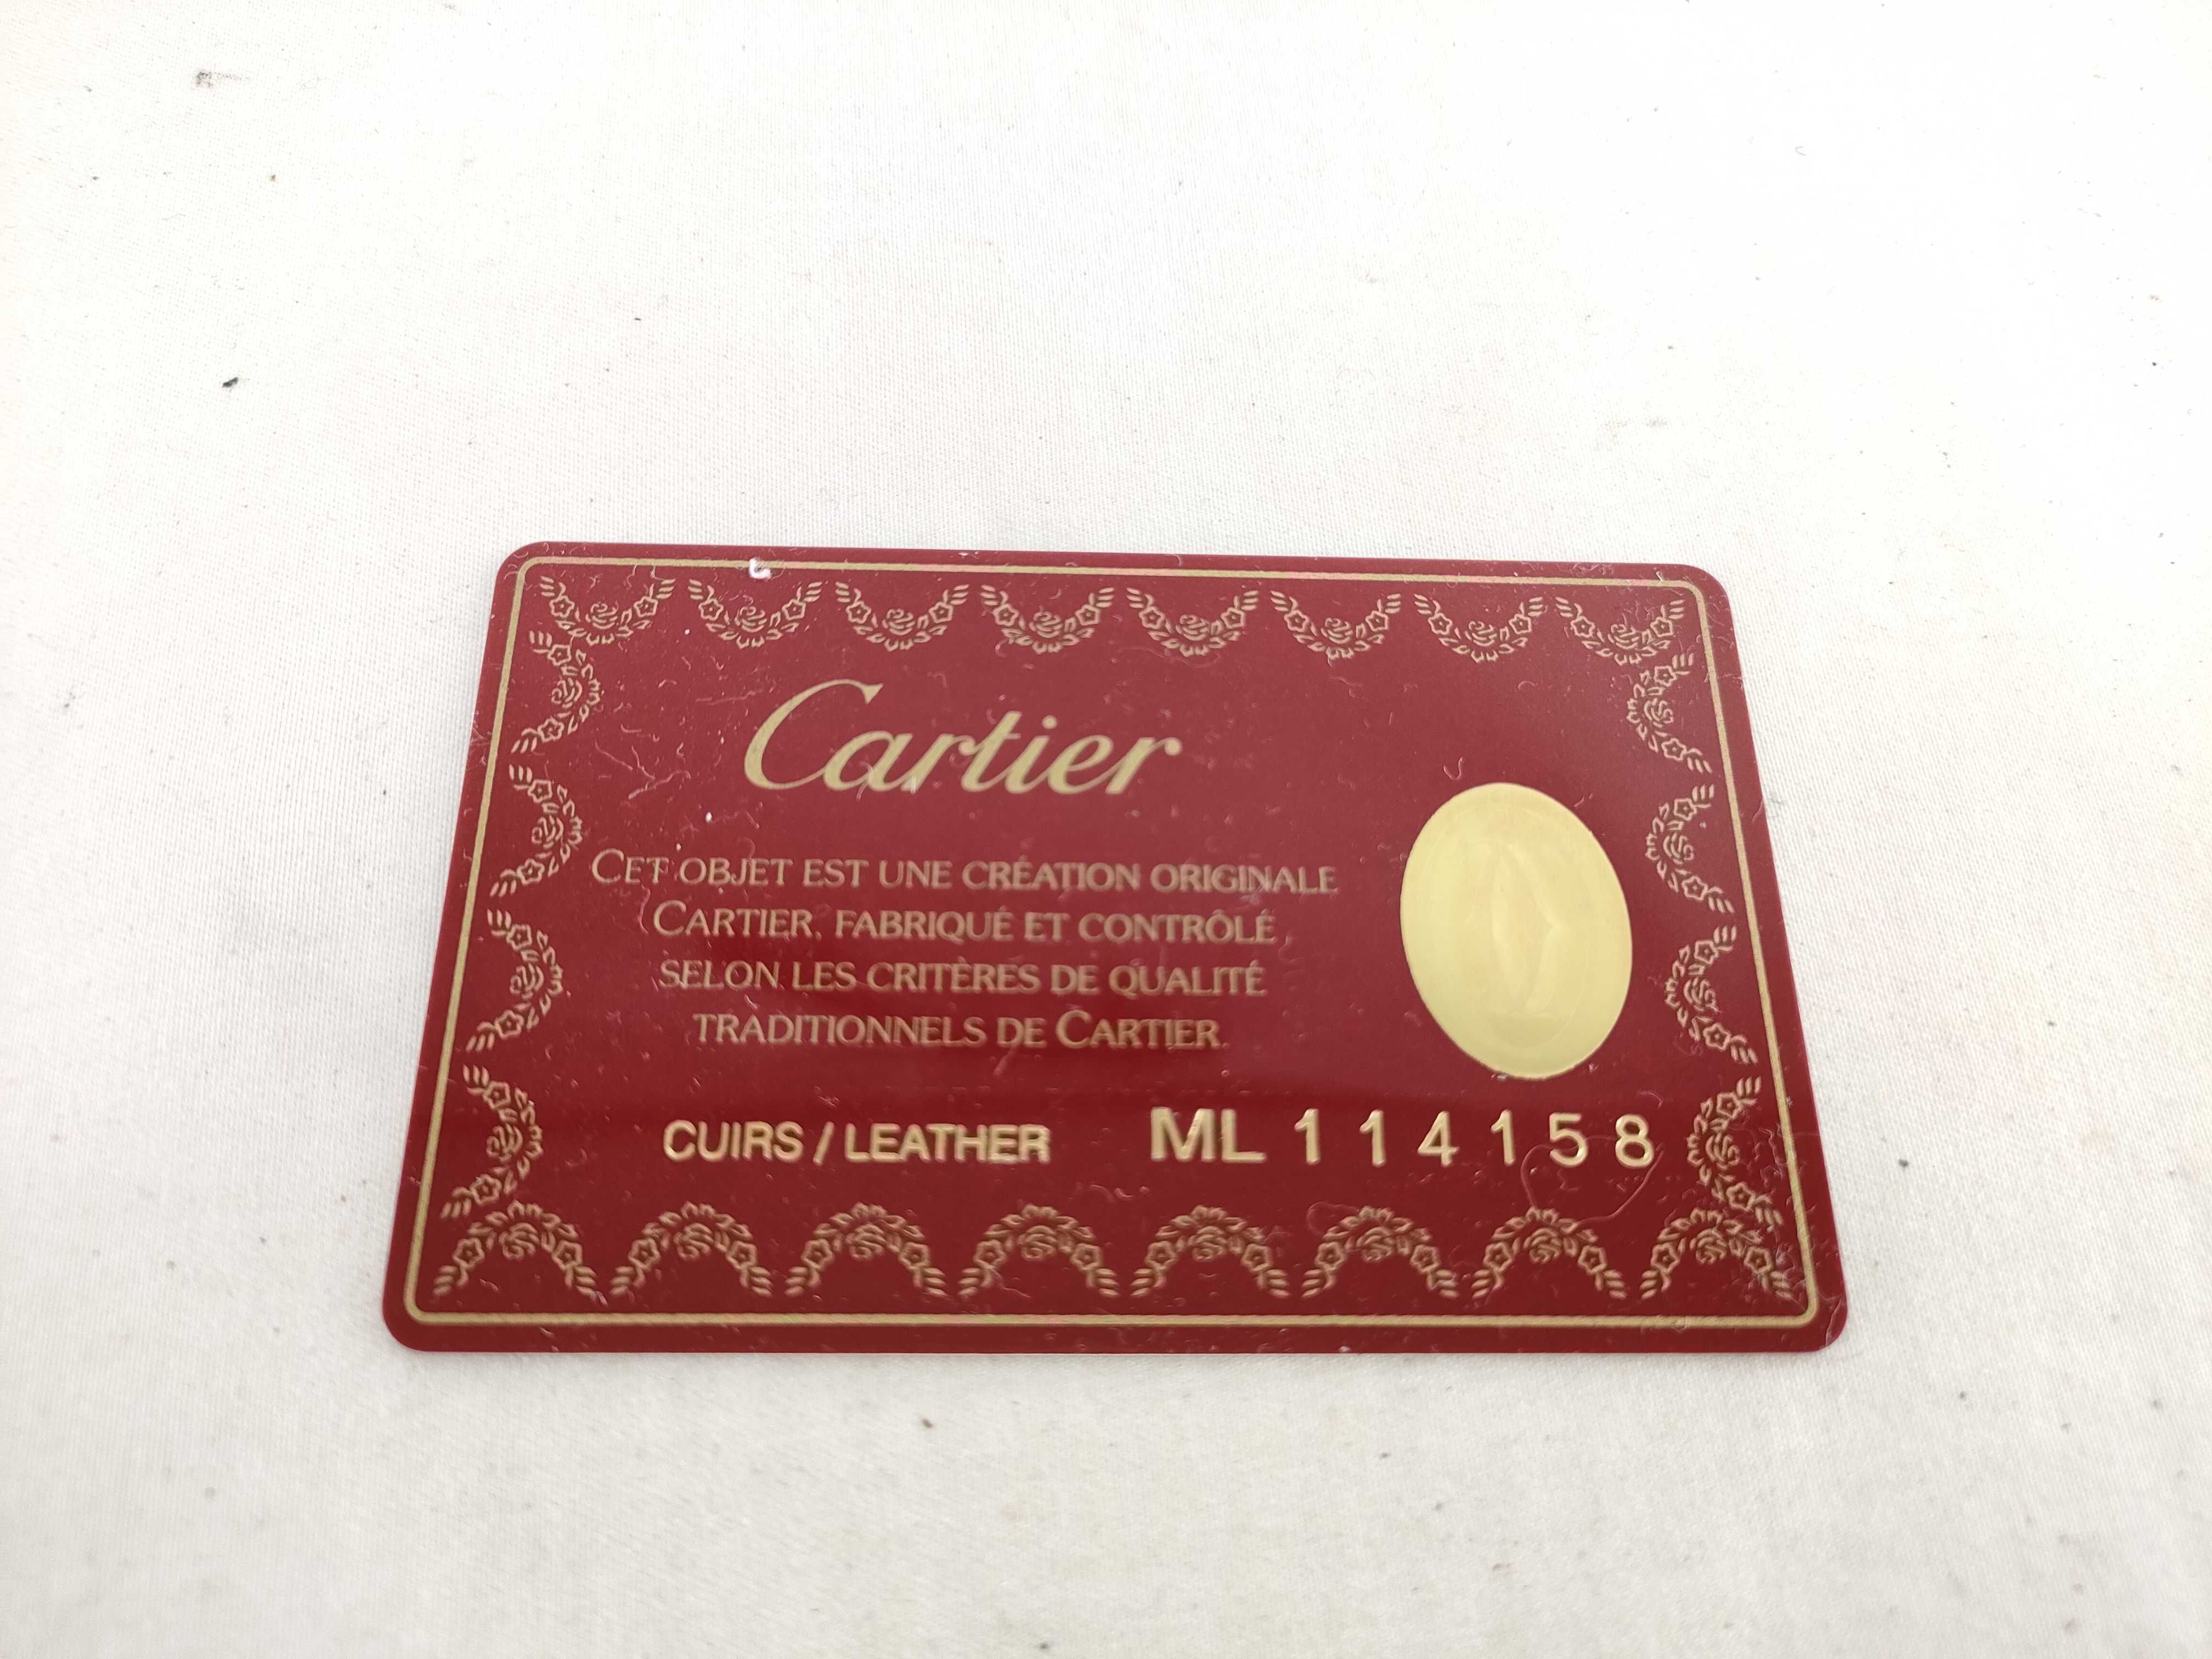 Cartier
CET OBJET EST UNE CRÉATION ORIGINALE
CARTIER, FABRIQUÉ ET CONTRÔLÉ
SELON LES CRITÈRES DE QUALITÉ
TRADITIONNELS DE CARTIER.
CUIRS / LEATHER ML 114158